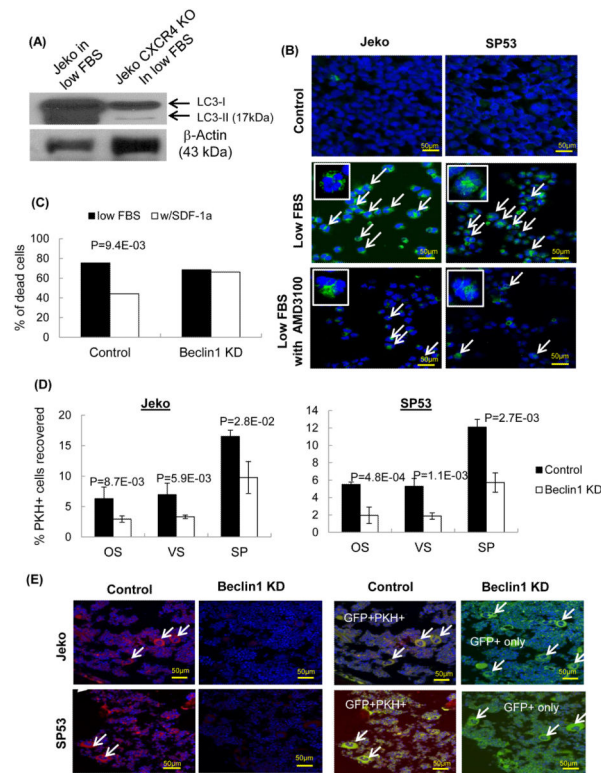 (A)
Jeko in
low FBS
Jeko CXCR4 KO
In low FBS
LC3-I
LC3-II (17kDa)
β-Actin
(43 kDa)
(B)
Jeko
SP53
Control
50μm
50μm
Low FBS
50μm
50μm
Low FBS
with AMD3100
50μm
50μm
(C)
low FBS
w/SDF-1a
P=9.4E-03
% of dead cells
100
80
60
40
20
0
Control
Beclin1 KD
(D)
Jeko
% PKH+ cells recovered
20
15
10
5
0
P=8.7E-03
P=5.9E-03
P=2.8E-02
OS
VS
SP
SP53
14
12
10
8
6
4
2
0
P=4.8E-04
P=1.1E-03
P=2.7E-03
OS
VS
SP
Control
Beclin1 KD
(E)
Control
Beclin1 KD
Control
Beclin1 KD
Jeko
50μm
50μm
GFP+PKH+
50μm
GFP+ only
50μm
SP53
50μm
50μm
GFP+PKH+
50μm
GFP+ only
50μm